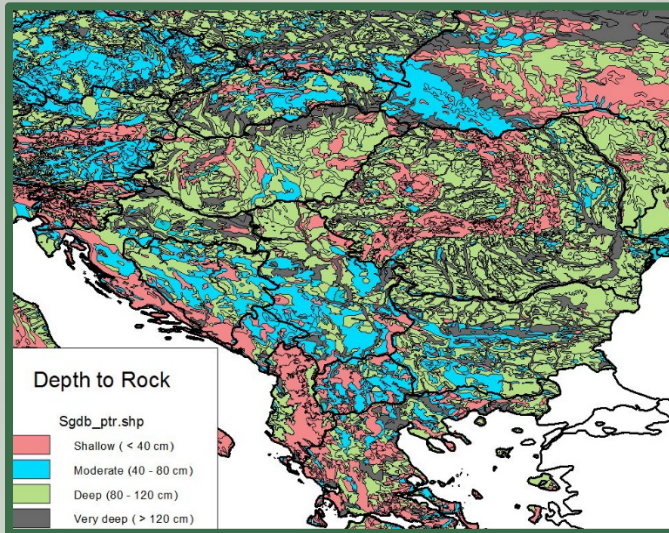 Depth to Rock
Sgdb_ptr.shp
Shallow ( < 40 cm)
Moderate (40 - 80 cm)
Deep (80 - 120 cm)
Very deep ( > 120 cm)